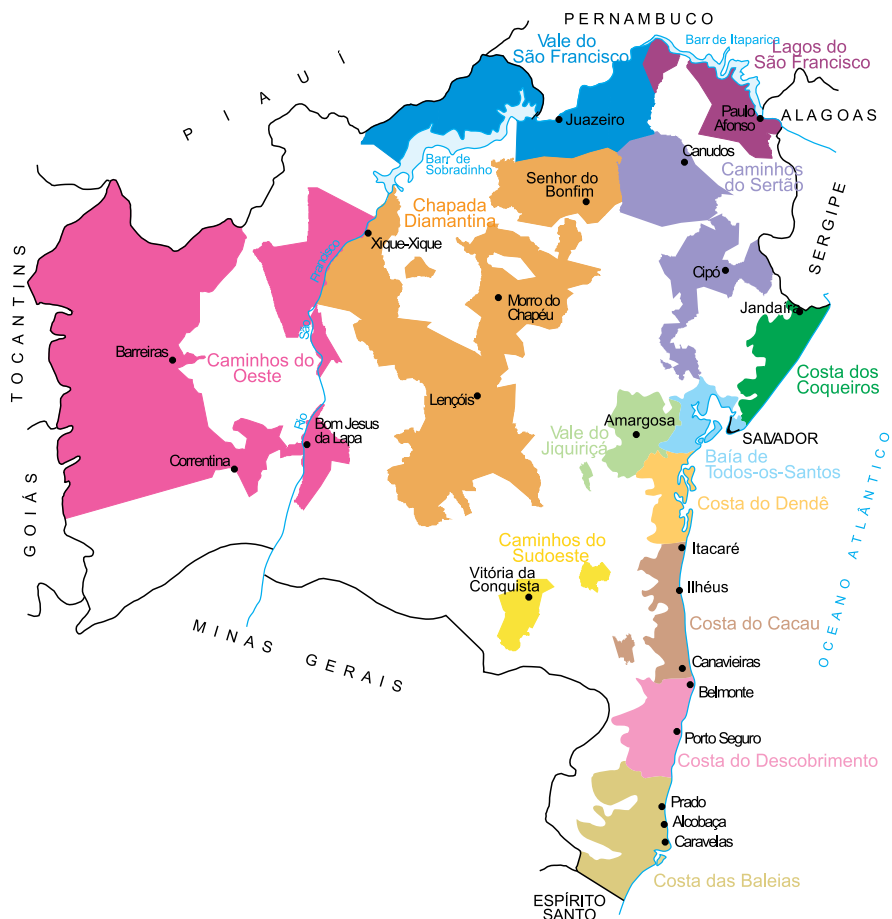 PERNAMBUCO
Vale do
São Francisco
Barr de Itaparica
Lagos do
São Francisco
PIAUÍ
Juazeiro
Paulo
Afonso
ALAGOAS
Barr de
Sobradinho
Canudos
Caminhos
do Sertão
Senhor do
Bonfim
Chapada
Diamantina
Xique-Xique
SERGIPE
TOCANTINS
Cipó
Morro do
Chapéu
Jandaíra
Rio
São
Francisco
Barreiras
Caminhos do
Oeste
Costa dos
Coqueiros
Lençóis
Bom Jesus
da Lapa
Amargosa
Vale do
Jiquiriçá
SALVADOR
Baía de
Todos-os-Santos
Correntina
GOIÁS
Costa do Dendê
OCEANO ATLÂNTICO
Caminhos do
Sudoeste
Itacaré
Vitória da
Conquista
Ilhéus
MINAS GERAIS
Costa do Cacau
Canavieiras
Belmonte
Porto Seguro
Costa do Descobrimento
Prado
Alcobaça
Caravelas
Costa das Baleias
ESPÍRITO
SANTO